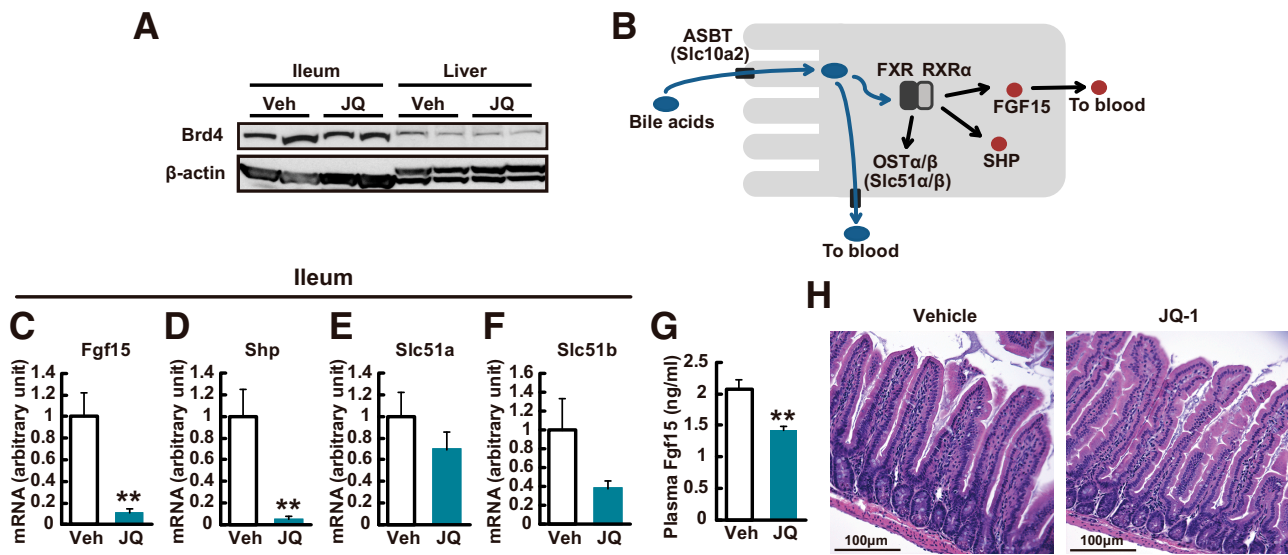 A
Ileum Liver
Veh JQ Veh JQ
Brd4
β-actin
B
ASBT
(Slc10a2)
Bile acids
FXR RXRα
FGF15
To blood
SHP
OSTα/β
(Slc51α/β)
To blood
Ileum
C
Fgf15
mRNA (arbitrary unit)
1.4
1.2
1
0.8
0.6
0.4
0.2
0
**
Veh JQ
D
Shp
mRNA (arbitrary unit)
1.4
1.2
1
0.8
0.6
0.4
0.2
0
**
Veh JQ
E
Slc51a
mRNA (arbitrary unit)
1.4
1.2
1
0.8
0.6
0.4
0.2
0
Veh JQ
F
Slc51b
mRNA (arbitrary unit)
1.6
1.4
1.2
1
0.8
0.6
0.4
0.2
0
Veh JQ
G
Plasma Fgf15 (ng/ml)
2.5
2
1.5
1
0.5
0
**
Veh JQ
H
Vehicle
100μm
JQ-1
100μm